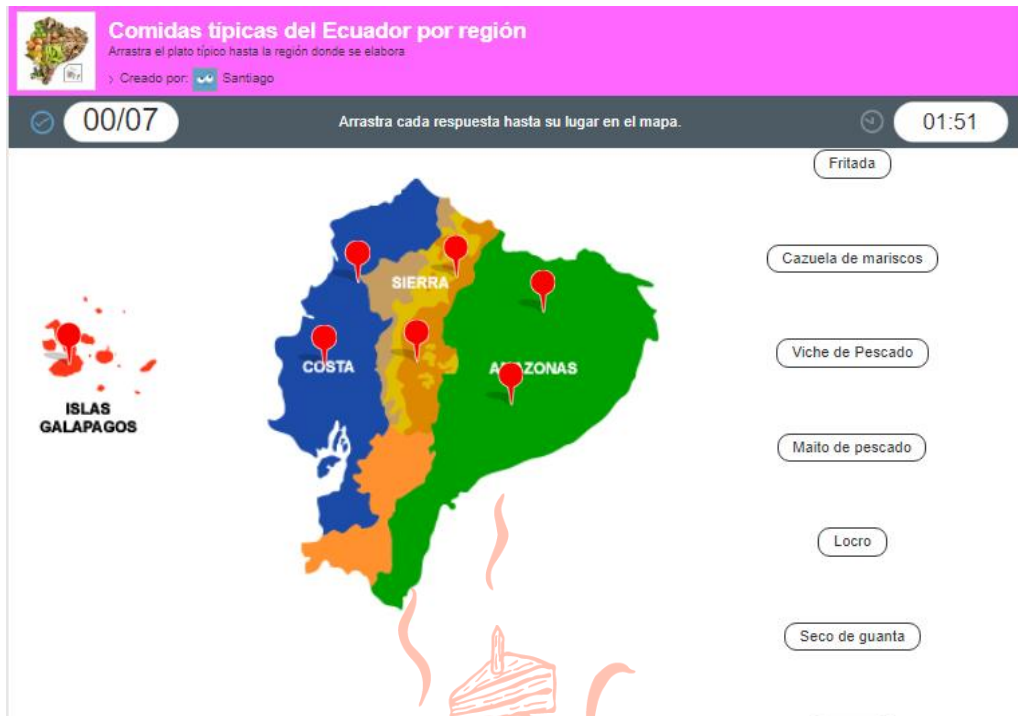 Comidas típicas del Ecuador por región
Arrastra el plato típico hasta la región donde se elabora
Creado por: Santiago
00/07
Arrastra cada respuesta hasta su lugar en el mapa.
01:51
Fritada
Cazuela de mariscos
Viche de Pescado
Maito de pescado
Locro
Seco de guanta
SIERRA
COSTA
AMAZONAS
ISLAS
GALAPAGOS